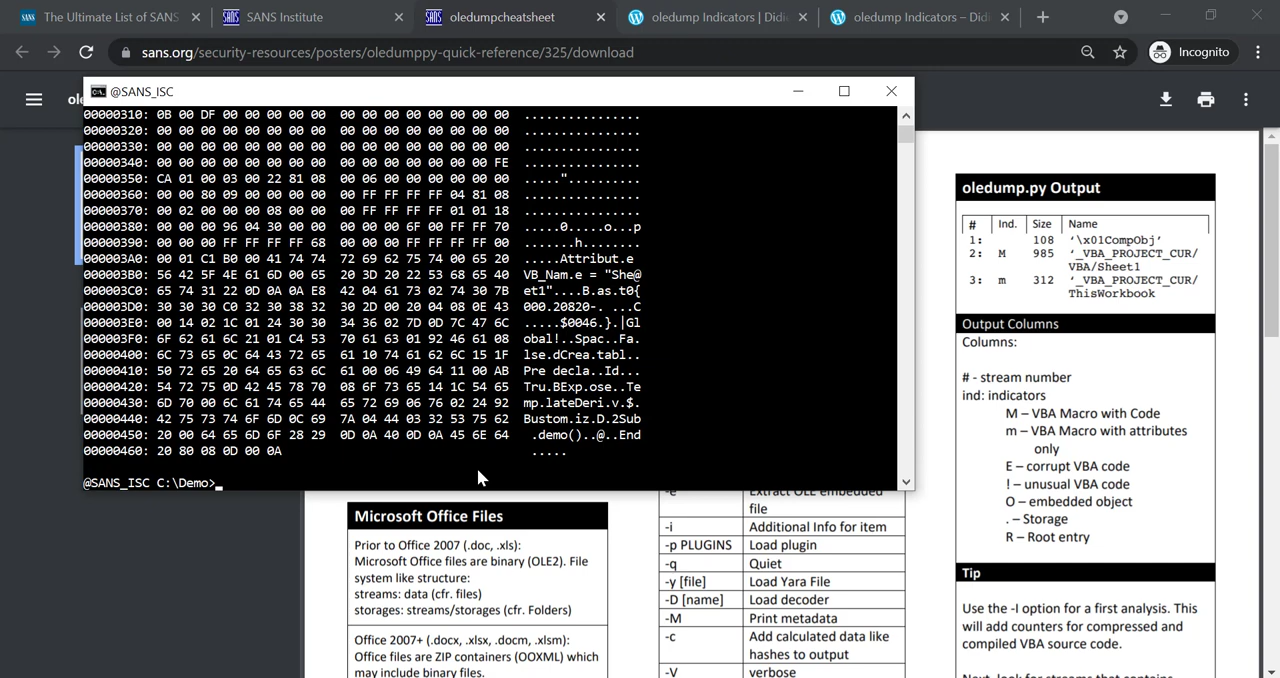 The Ultimate List of SANS
SANS Institute
oledumpcheatsheet
oledump Indicators | Didi
oledump Indicators – Didi
sans.org/security-resources/posters/oledumppy-quick-reference/325/download
Incognito
@SANS_ISC
00000310: 0B 00 DF 00 00 00 00 00  00 00 00 00 00 00 00 00  ................
00000320: 00 00 00 00 00 00 00 00  00 00 00 00 00 00 00 00  ................
00000330: 00 00 00 00 00 00 00 00  00 00 00 00 00 00 00 00  ................
00000340: 00 00 00 00 00 00 00 00  00 00 00 00 00 00 00 FE  ................
00000350: CA 01 00 03 00 22 81 08  00 06 00 00 00 00 00 00  ....."..........
00000360: 00 00 80 09 00 00 00 00  00 FF FF FF FF 04 81 08  ................
00000370: 00 02 00 00 00 08 00 00  00 FF FF FF FF 01 01 18  ................
00000380: 00 00 00 96 04 30 00 00  00 00 00 6F 00 FF FF 70  .....0.....o...p
00000390: 00 00 FF FF FF FF 68 00  00 00 00 00 FF FF 00 00  ......h.........
000003A0: 00 01 C1 B0 00 41 74 74  72 69 62 75 74 00 65 20  .....Attribut.e
000003B0: 56 42 5F 4E 61 6D 00 65  20 3D 20 22 53 68 65 40  VB_Nam.e = "She@
000003C0: 65 74 31 22 0D 0A 0A E8  42 04 61 73 02 74 30 7B  et1"....B.as.t0{
000003D0: 30 30 30 C0 32 30 38 32  30 2D 00 20 04 08 0E 43  000.20820-. ...C
000003E0: 00 14 02 1C 01 24 30 30  34 36 02 7D 0D 7C 47 6C  .....$0046.}.|Gl
000003F0: 6F 62 61 6C 21 01 C4 53  70 61 63 01 92 46 61 08  obal!..Spac..Fa.
00000400: 6C 73 65 0C 64 43 72 65  61 10 74 61 62 6C 15 1F  lse.dCrea.tabl..
00000410: 50 72 65 20 64 65 63 6C  61 00 06 49 64 11 00 AB  Pre decla..Id...
00000420: 54 72 75 0D 42 45 78 70  08 6F 73 65 14 1C 54 65  Tru.BExp.ose..Te
00000430: 6D 70 00 6C 61 74 65 44  65 72 69 06 76 02 24 92  mp.lateDeri.v.$.
00000440: 42 75 73 74 6F 6D 0C 69  7A 04 44 03 32 53 75 62  Bustom.iz.D.2Sub
00000450: 20 00 64 65 6D 6F 28 29  0D 0A 40 0D 0A 45 6E 64  .demo()..@..End
00000460: 20 80 08 0D 00 0A  .....
@SANS_ISC C:\Demo>
Microsoft Office Files
Prior to Office 2007 (.doc, .xls):
Microsoft Office files are binary (OLE2). File
system like structure:
streams: data (cfr. files)
storages: streams/storages (cfr. Folders)
Office 2007+ (.docx, .xlsx, .docm, .xlsm):
Office files are ZIP containers (OOXML) which
may include binary files.
-e Extract OLE embedded
file
-i Additional Info for item
-p PLUGINS Load plugin
-q Quiet
-y [file] Load Yara File
-D [name] Load decoder
-M Print metadata
-c Add calculated data like
hashes to output
-V verbose
oledump.py Output
# Ind. Size Name
1: 108 '\x01CompObj'
2: M 985 '_VBA_PROJECT_CUR/
VBA/Sheet1
3: m 312 '_VBA_PROJECT_CUR/
ThisWorkbook
Output Columns
Columns:
# - stream number
ind: indicators
M – VBA Macro with Code
m – VBA Macro with attributes
only
E – corrupt VBA code
! – unusual VBA code
O – embedded object
. – Storage
R – Root entry
Tip
Use the -I option for a first analysis. This
will add counters for compressed and
compiled VBA source code.
Next, look for streams that contains